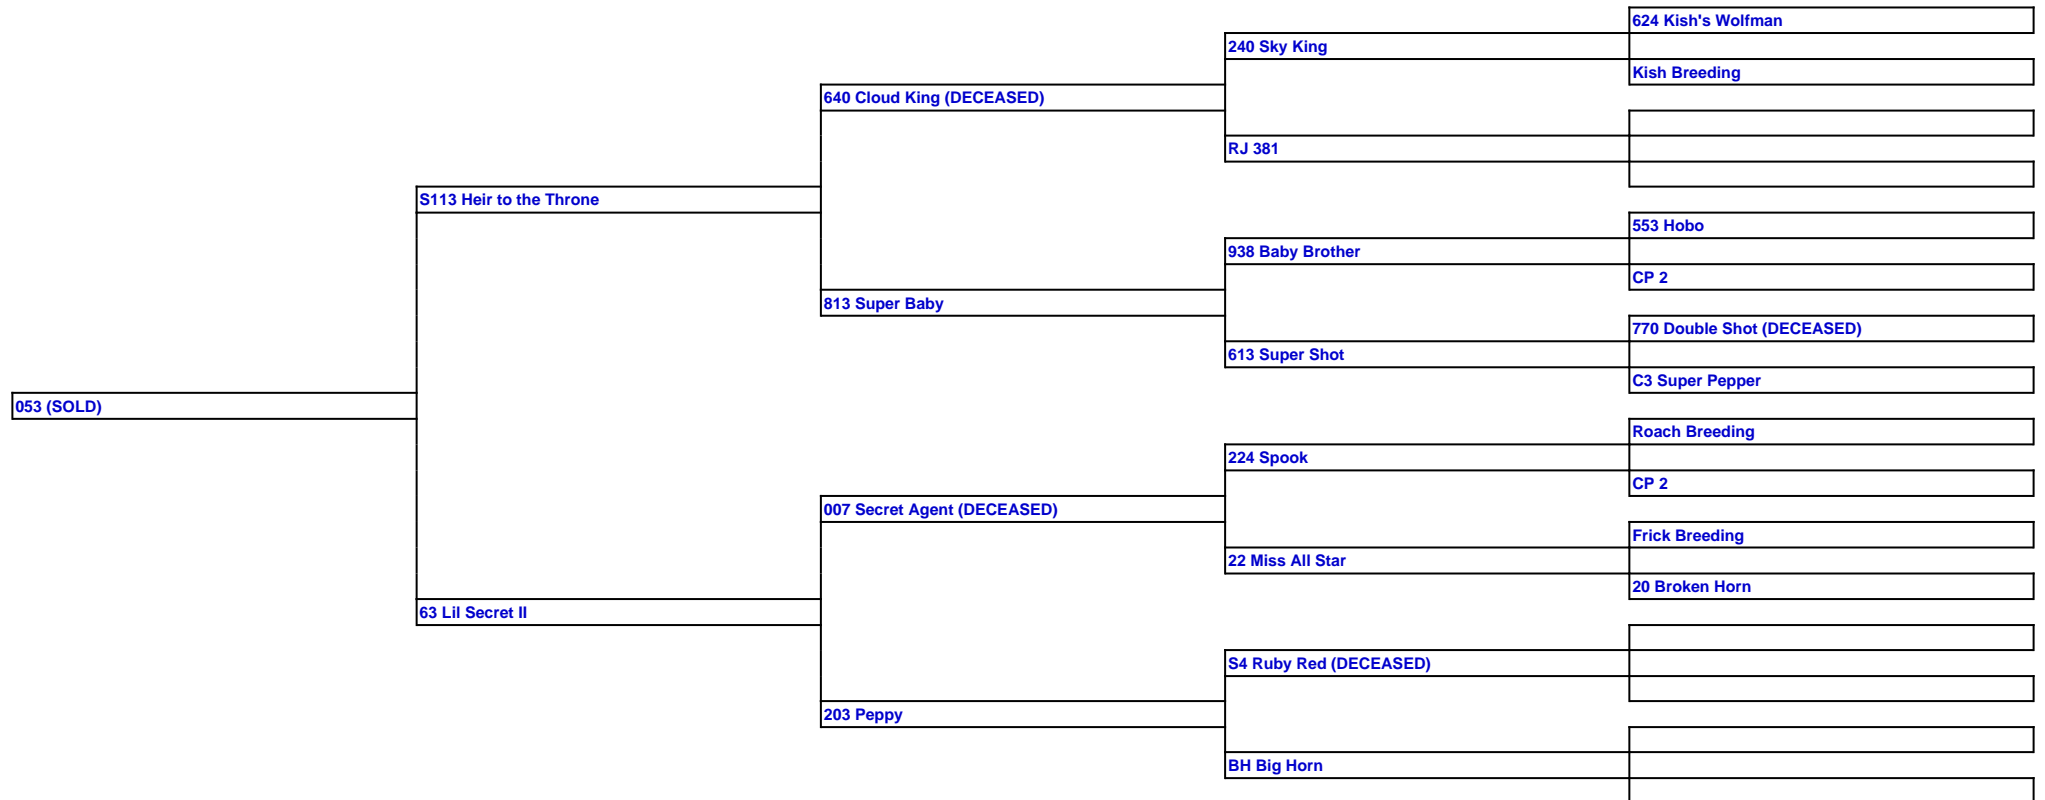 624 Kish's Wolfman
240 Sky King
Kish Breeding
640 Cloud King (DECEASED)
RJ 381
S113 Heir to the Throne
553 Hobo
938 Baby Brother
CP 2
813 Super Baby
770 Double Shot (DECEASED)
613 Super Shot
C3 Super Pepper
053 (SOLD)
Roach Breeding
224 Spook
CP 2
007 Secret Agent (DECEASED)
Frick Breeding
22 Miss All Star
20 Broken Horn
63 Lil Secret II
S4 Ruby Red (DECEASED)
203 Peppy
BH Big Horn